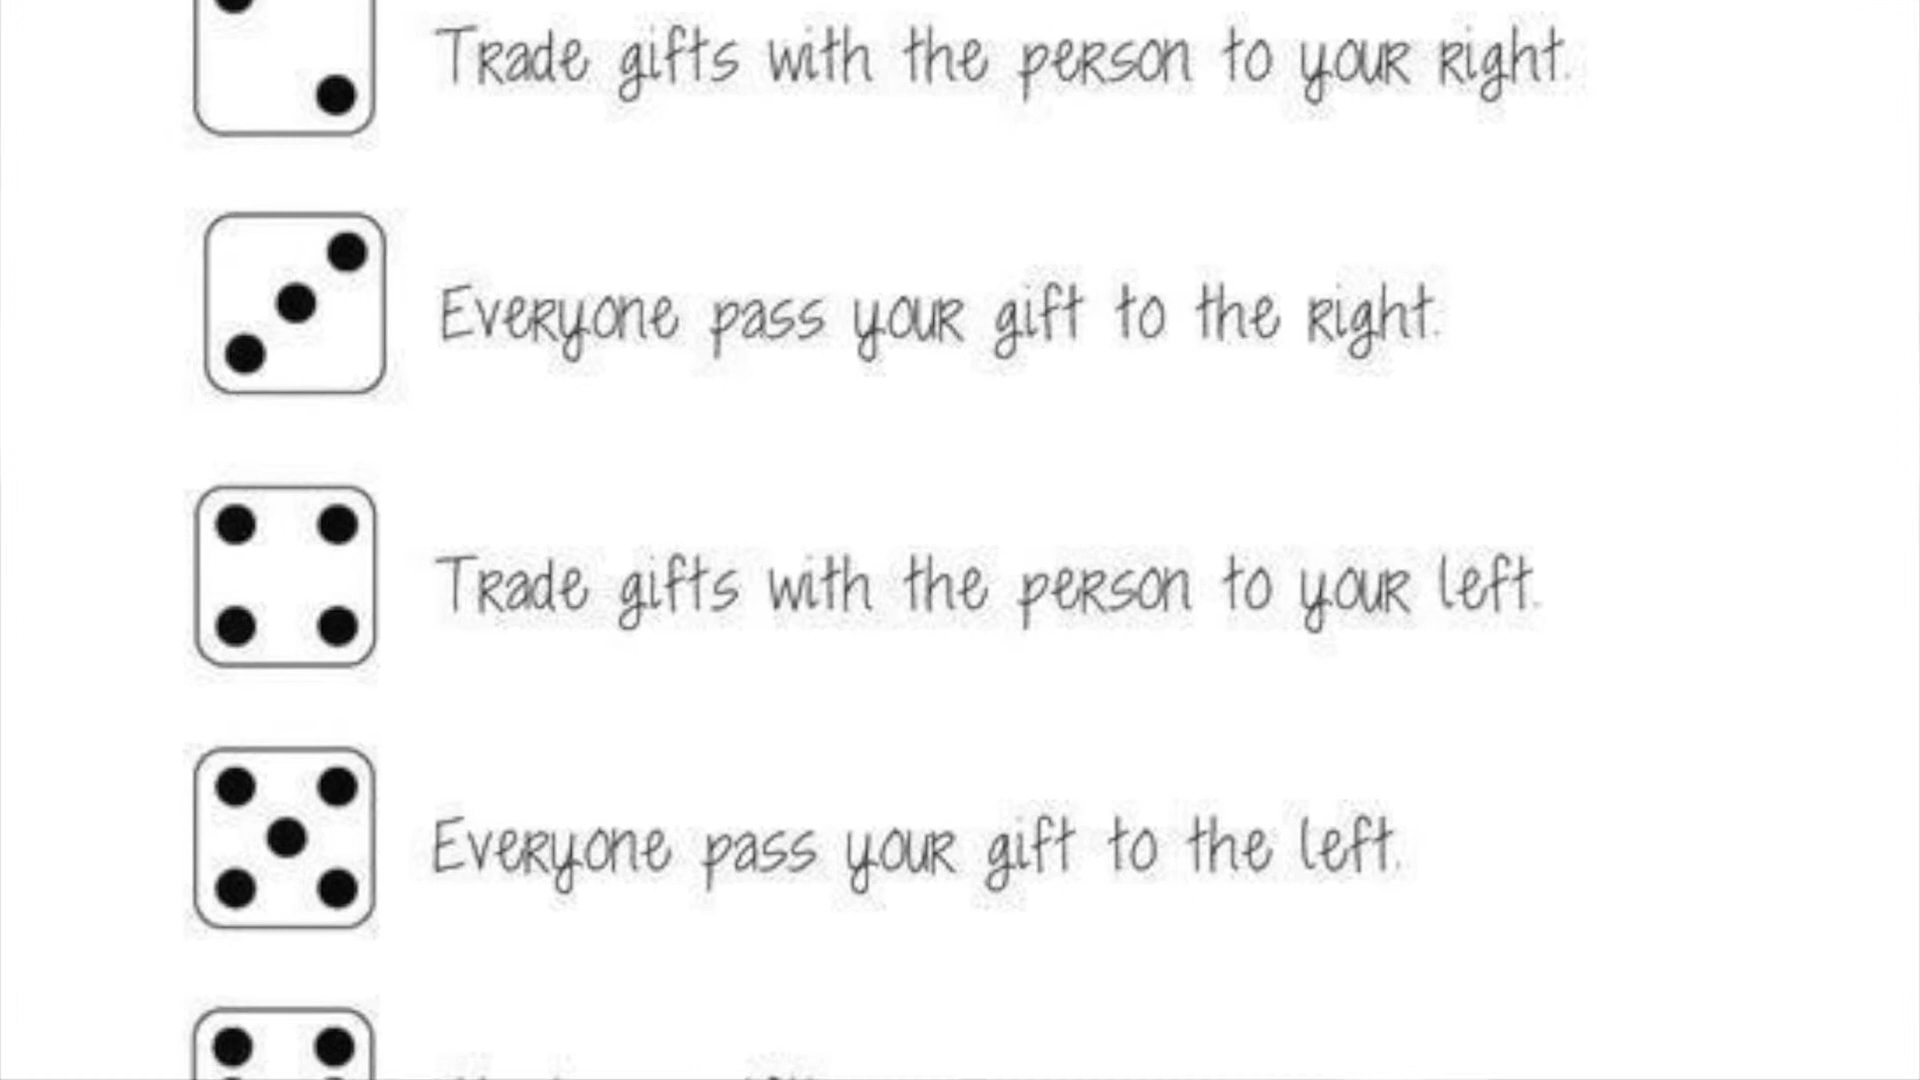 Trade gifts with the person to your right.
Everyone pass your gift to the right.
Trade gifts with the person to your left.
Everyone pass your gift to the left.